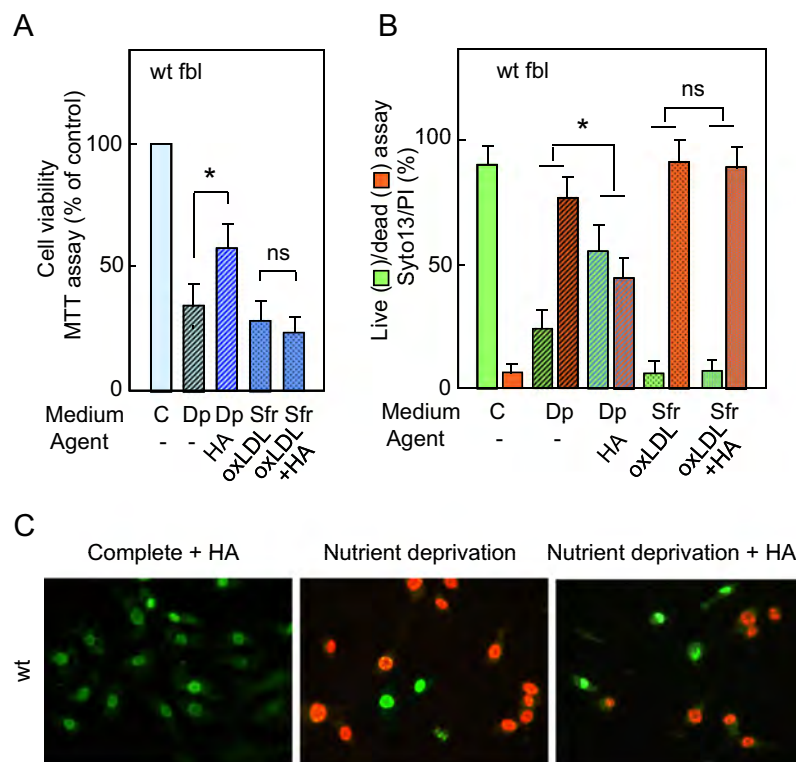 A
wt fbl
Cell viability
MTT assay (% of control)
100
50
0
*
ns
Medium C Dp Dp Sfr Sfr
Agent - - HA oxLDL oxLDL
+HA
B
wt fbl
Live ( )/dead ( ) assay
Syto13/PI (%)
100
50
0
*
ns
C Dp Dp Sfr Sfr
- - HA oxLDL oxLDL
+HA
C
Complete + HA Nutrient deprivation Nutrient deprivation + HA
wt